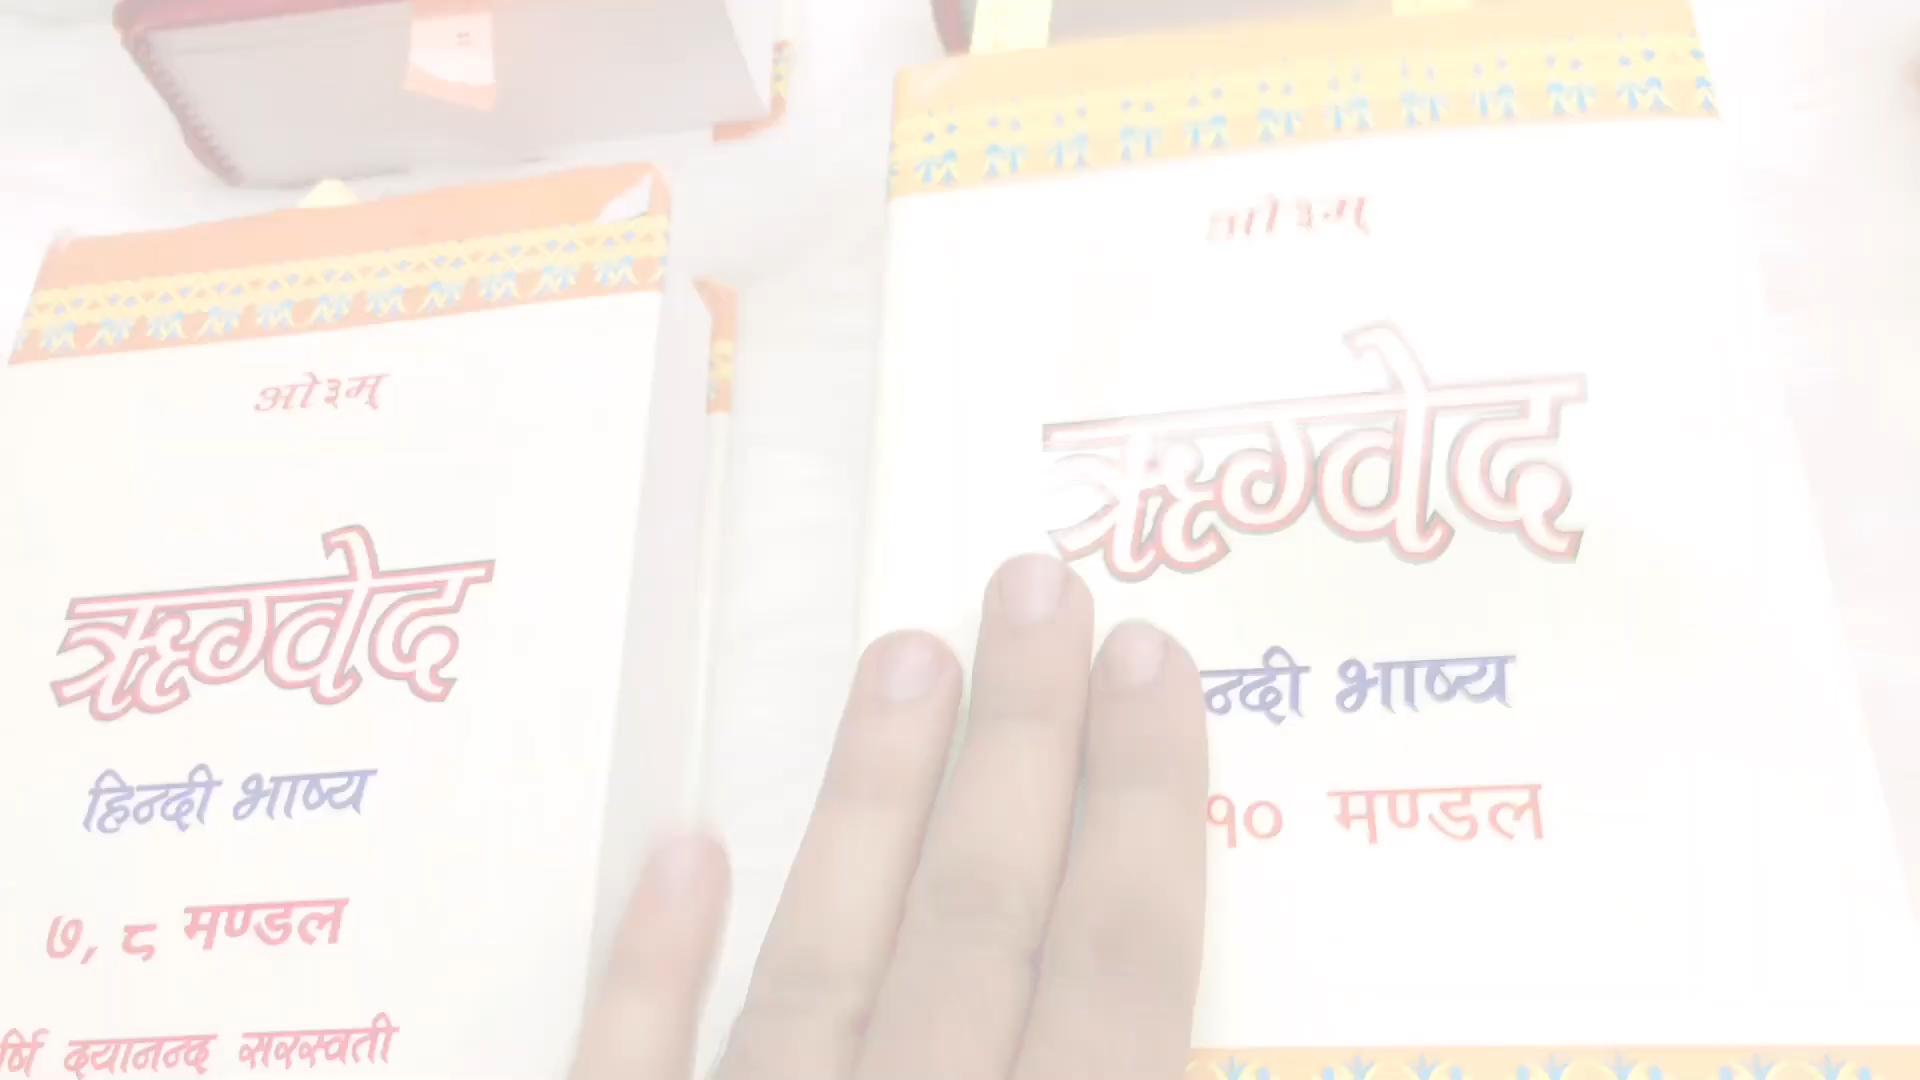 ओ३म्
ऋग्वेद
हिन्दी भाष्य
७, ८ मण्डल
र्षि दयानन्द सरस्वती
ओ३म्
ऋग्वेद
न्दी भाष्य
१० मण्डल